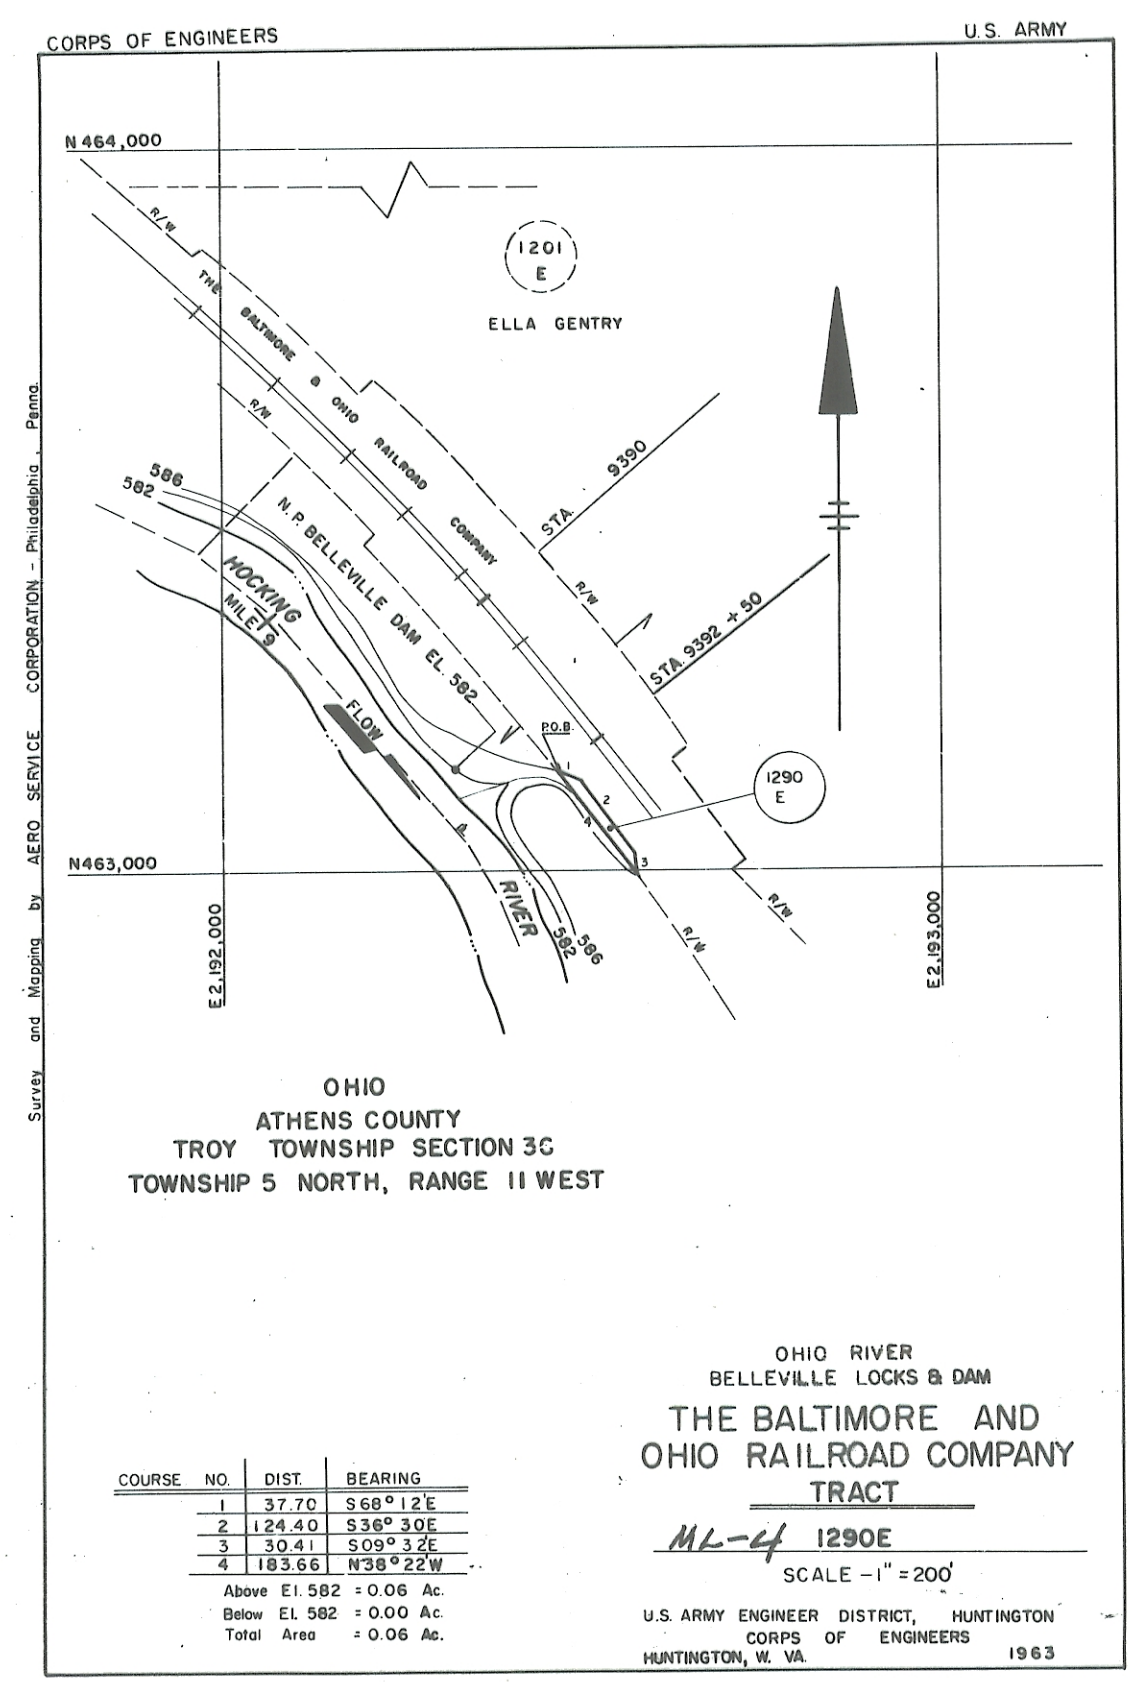 CORPS OF ENGINEERS
U.S. ARMY
N 464,000
R/W
1201
E
ELLA GENTRY
THE BALTIMORE & OHIO RAILROAD COMPANY
R/W
STA. 9390
586
582
N.P. BELLEVILLE DAM EL. 582
HOCKING
MILE 9
R/W
STA. 9392 + 50
FLOW
P.O.B.
1
2
3
4
1290
E
N463,000
RIVER
582
586
R/W
R/W
E2,192,000
E2,193,000
Survey and Mapping by AERO SERVICE CORPORATION - Philadelphia, Penna.
OHIO
ATHENS COUNTY
TROY TOWNSHIP SECTION 36
TOWNSHIP 5 NORTH, RANGE 11 WEST
OHIO RIVER
BELLEVILLE LOCKS & DAM
THE BALTIMORE AND
OHIO RAILROAD COMPANY
TRACT
ML-4 1290E
SCALE - 1" = 200'
U.S. ARMY ENGINEER DISTRICT, HUNTINGTON
CORPS OF ENGINEERS
HUNTINGTON, W. VA. 1963
COURSE NO. DIST. BEARING
1 37.70 S68°12'E
2 124.40 S36°30'E
3 30.41 S09°32'E
4 183.66 N38°22'W
Above El. 582 = 0.06 Ac.
Below El. 582 = 0.00 Ac.
Total Area = 0.06 Ac.